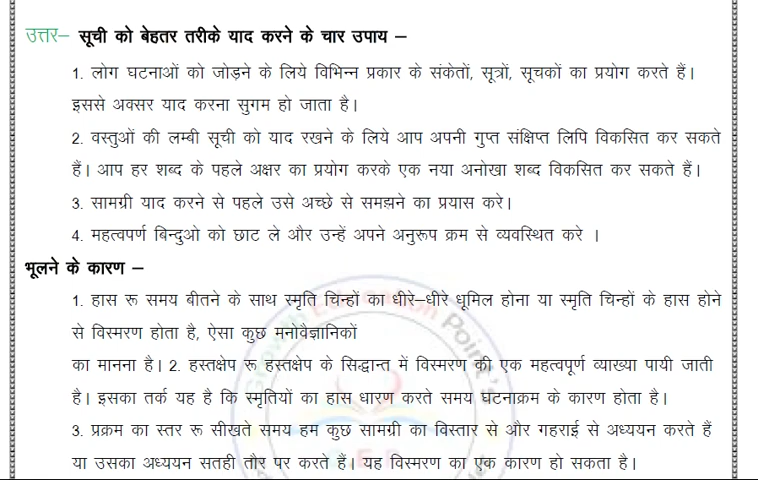 उत्तर– सूची को बेहतर तरीके याद करने के चार उपाय –
1. लोग घटनाओं को जोड़ने के लिये विभिन्न प्रकार के संकेतों, सूत्रों, सूचकों का प्रयोग करते हैं।
इससे अक्सर याद करना सुगम हो जाता है।
2. वस्तुओं की लम्बी सूची को याद रखने के लिये आप अपनी गुप्त संक्षिप्त लिपि विकसित कर सकते
हैं। आप हर शब्द के पहले अक्षर का प्रयोग करके एक नया अनोखा शब्द विकसित कर सकते हैं।
3. सामग्री याद करने से पहले उसे अच्छे से समझने का प्रयास करे।
4. महत्वपर्ण बिन्दुओ को छाट ले और उन्हें अपने अनुरूप क्रम से व्यवस्थित करे ।
भूलने के कारण –
1. हास रू समय बीतने के साथ स्मृति चिन्हों का धीरे–धीरे धूमिल होना या स्मृति चिन्हों के हास होने
से विस्मरण होता है, ऐसा कुछ मनोवैज्ञानिकों
का मानना है। 2. हस्तक्षेप रू हस्तक्षेप के सिद्धान्त में विस्मरण की एक महत्वपूर्ण व्याख्या पायी जाती
है। इसका तर्क यह है कि स्मृतियों का हास धारण करते समय घटनाक्रम के कारण होता है।
3. प्रक्रम का स्तर रू सीखते समय हम कुछ सामग्री का विस्तार से और गहराई से अध्ययन करते हैं
या उसका अध्ययन सतही तौर पर करते हैं। यह विस्मरण का एक कारण हो सकता है।
Growth Education Point's